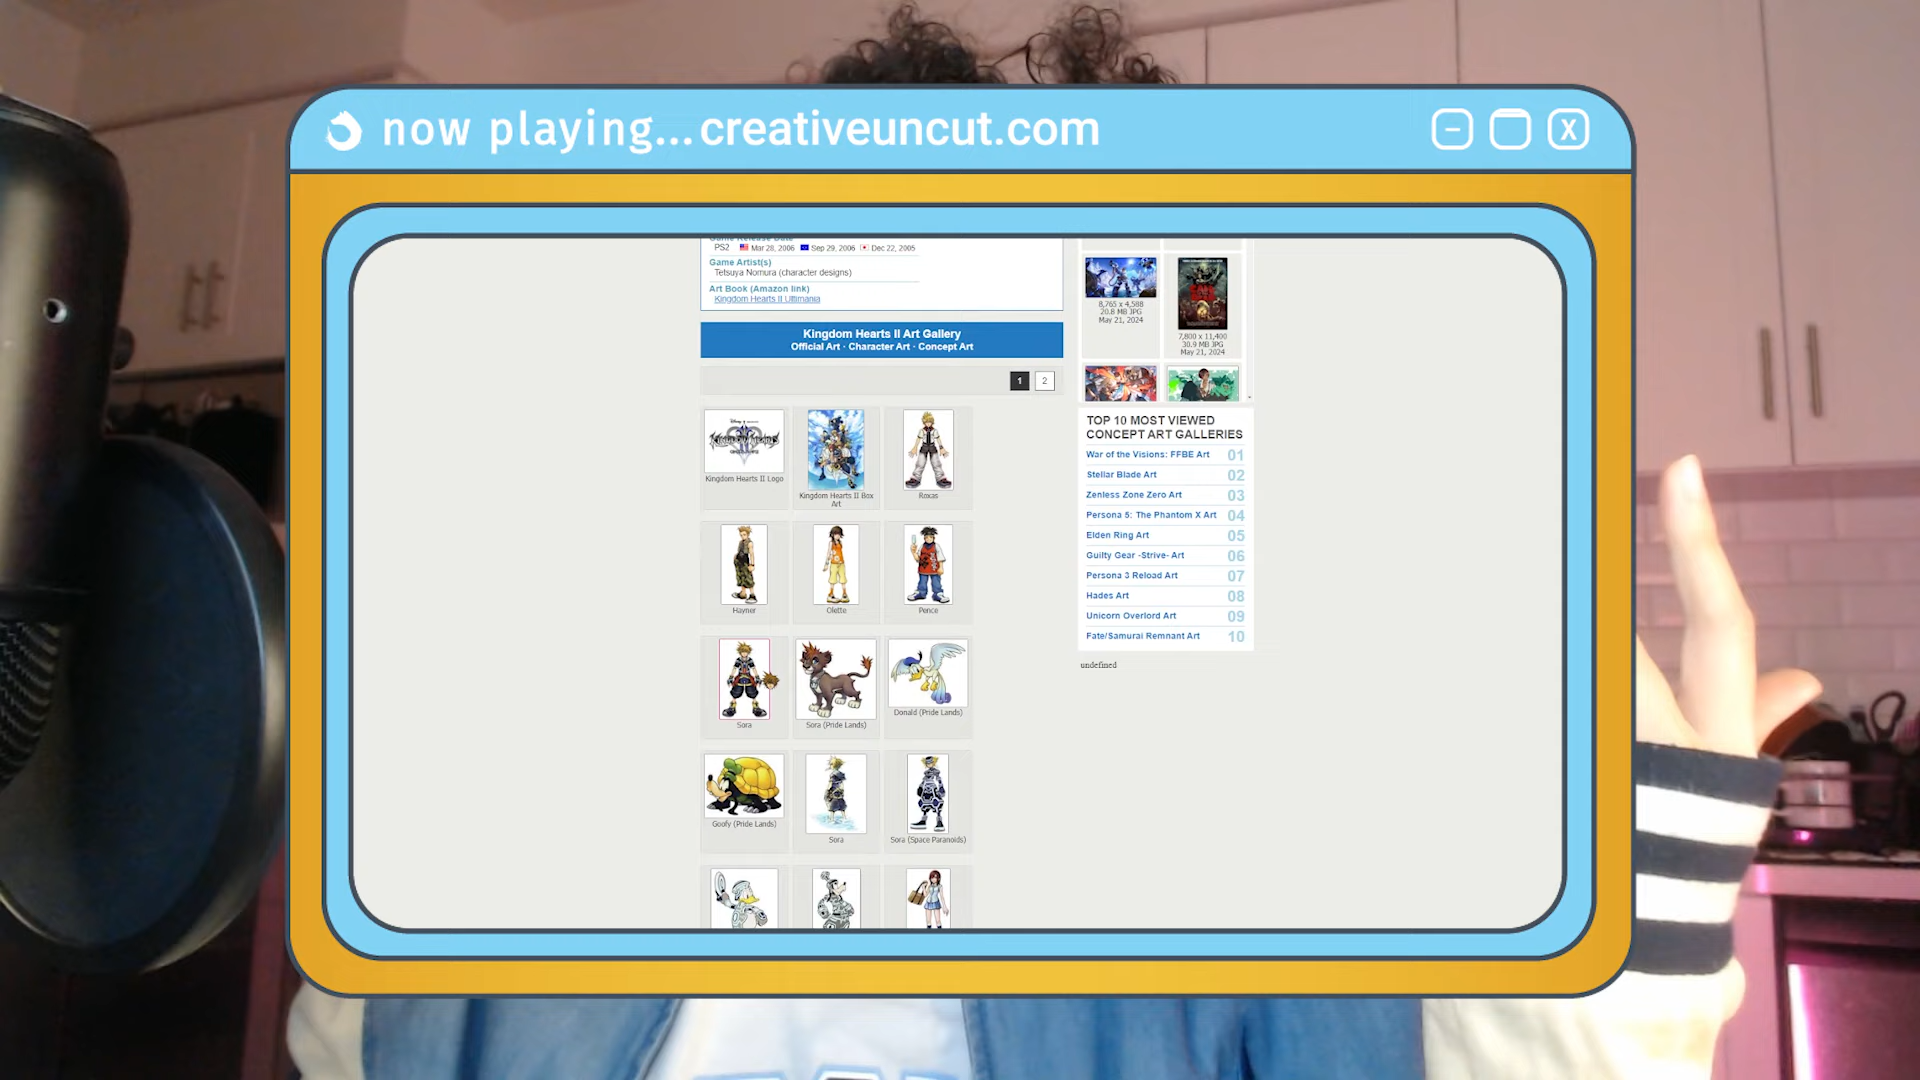 now playing... creativeuncut.com
X
Game Release Date
PS2 Mar 28, 2006 Sep 29, 2006 Dec 22, 2005
Game Artist(s)
Tetsuya Nomura (character designs)
Art Book (Amazon link)
Kingdom Hearts II Ultimania
Kingdom Hearts II Art Gallery
Official Art · Character Art · Concept Art
1 2
Kingdom Hearts II Logo
Kingdom Hearts II Box
Art
Roxas
Hayner
Olette
Pence
Sora
Sora (Pride Lands)
Donald (Pride Lands)
Goofy (Pride Lands)
Sora
Sora (Space Paranoids)
8,765 x 4,588
20.8 MB JPG
May 21, 2024
7,800 x 11,400
30.9 MB JPG
May 21, 2024
TOP 10 MOST VIEWED
CONCEPT ART GALLERIES
War of the Visions: FFBE Art 01
Stellar Blade Art 02
Zenless Zone Zero Art 03
Persona 5: The Phantom X Art 04
Elden Ring Art 05
Guilty Gear -Strive- Art 06
Persona 3 Reload Art 07
Hades Art 08
Unicorn Overlord Art 09
Fate/Samurai Remnant Art 10
undefined